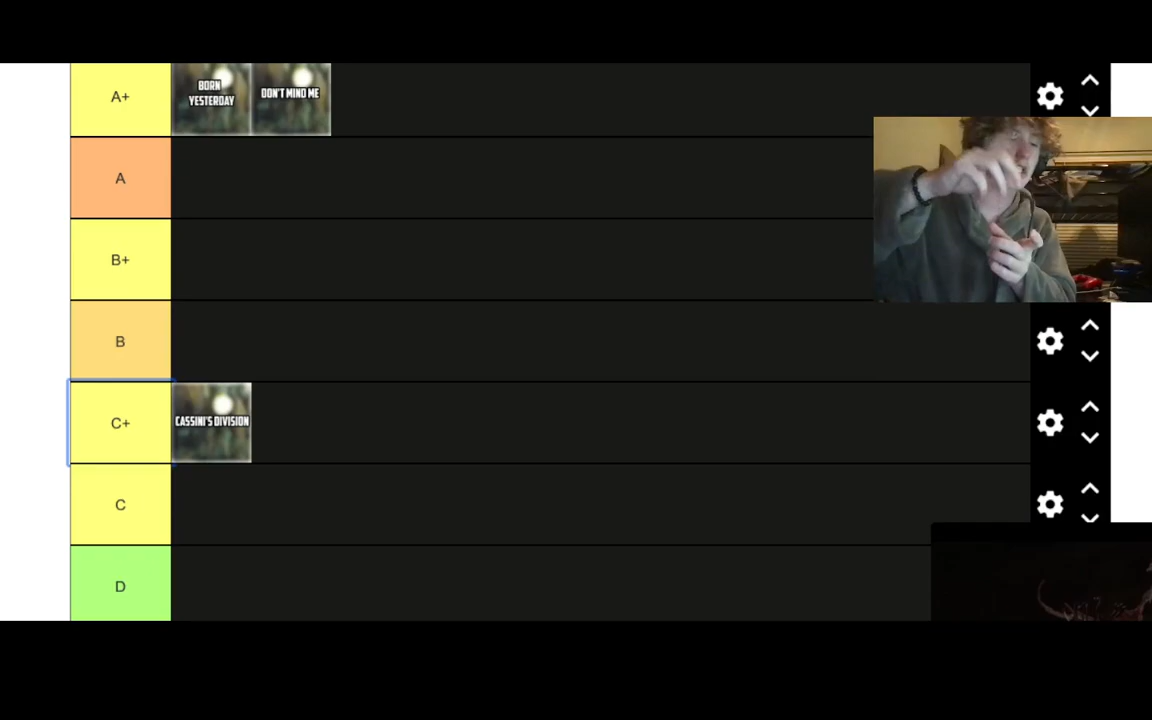 A+
BORN
YESTERDAY
DON'T MIND ME
A
B+
B
C+
CASSINI'S DIVISION
C
D